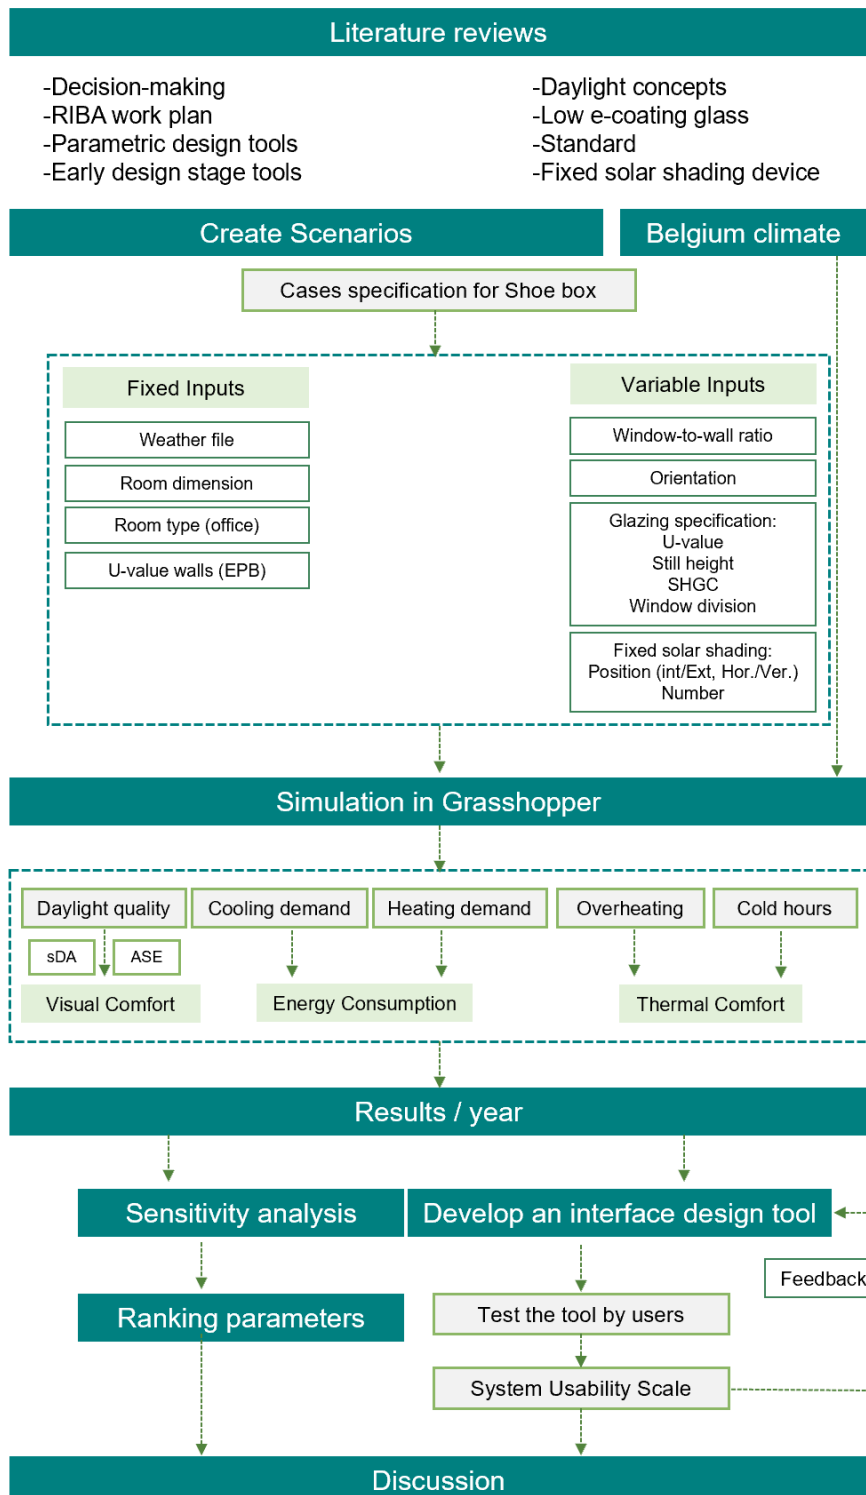 Literature reviews
-Decision-making
-RIBA work plan
-Parametric design tools
-Early design stage tools
-Daylight concepts
-Low e-coating glass
-Standard
-Fixed solar shading device
Create Scenarios
Belgium climate
Cases specification for Shoe box
Fixed Inputs
Weather file
Room dimension
Room type (office)
U-value walls (EPB)
Variable Inputs
Window-to-wall ratio
Orientation
Glazing specification:
U-value
Still height
SHGC
Window division
Fixed solar shading:
Position (int/Ext, Hor./Ver.)
Number
Simulation in Grasshopper
Daylight quality
Cooling demand
Heating demand
Overheating
Cold hours
sDA
ASE
Visual Comfort
Energy Consumption
Thermal Comfort
Results / year
Sensitivity analysis
Develop an interface design tool
Feedback
Ranking parameters
Test the tool by users
System Usability Scale
Discussion